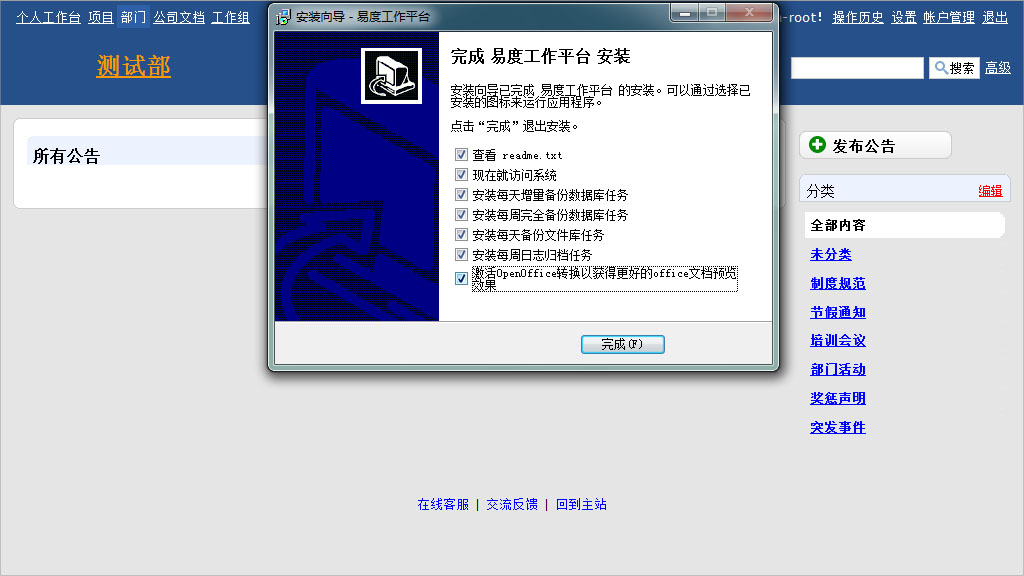 个人工作台 项目 部门 公司文档 工作组
-root! 操作历史 设置 帐户管理 退出
测试部
搜索 高级
安装向导 - 易度工作平台
完成 易度工作平台 安装
安装向导已完成 易度工作平台 的安装。可以通过选择已
安装的图标来运行应用程序。
点击“完成”退出安装。
查看 readme.txt
现在就访问系统
安装每天增量备份数据库任务
安装每周完全备份数据库任务
安装每天备份文件库任务
安装每周日志归档任务
激活OpenOffice转换以获得更好的office文档预览
效果
完成(F)
所有公告
发布公告
分类 编辑
全部内容
未分类
制度规范
节假通知
培训会议
部门活动
奖惩声明
突发事件
在线客服 | 交流反馈 | 回到主站